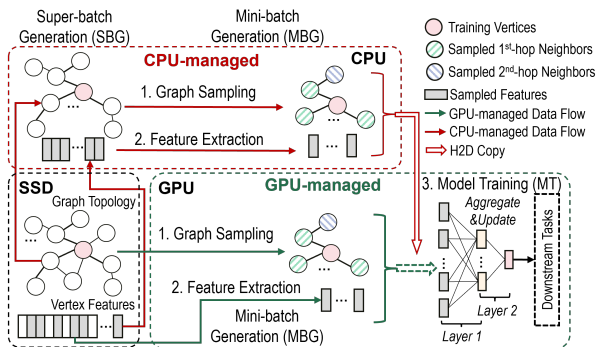 Super-batch
Generation (SBG)
Mini-batch
Generation (MBG)
CPU-managed
CPU
1. Graph Sampling
2. Feature Extraction
...
...
Training Vertices
Sampled 1st-hop Neighbors
Sampled 2nd-hop Neighbors
Sampled Features
GPU-managed Data Flow
CPU-managed Data Flow
H2D Copy
SSD
Graph Topology
...
...
Vertex Features
...
GPU
GPU-managed
1. Graph Sampling
2. Feature Extraction
...
...
Mini-batch
Generation (MBG)
3. Model Training (MT)
Aggregate
&Update
...
...
Layer 2
Layer 1
Downstream Tasks